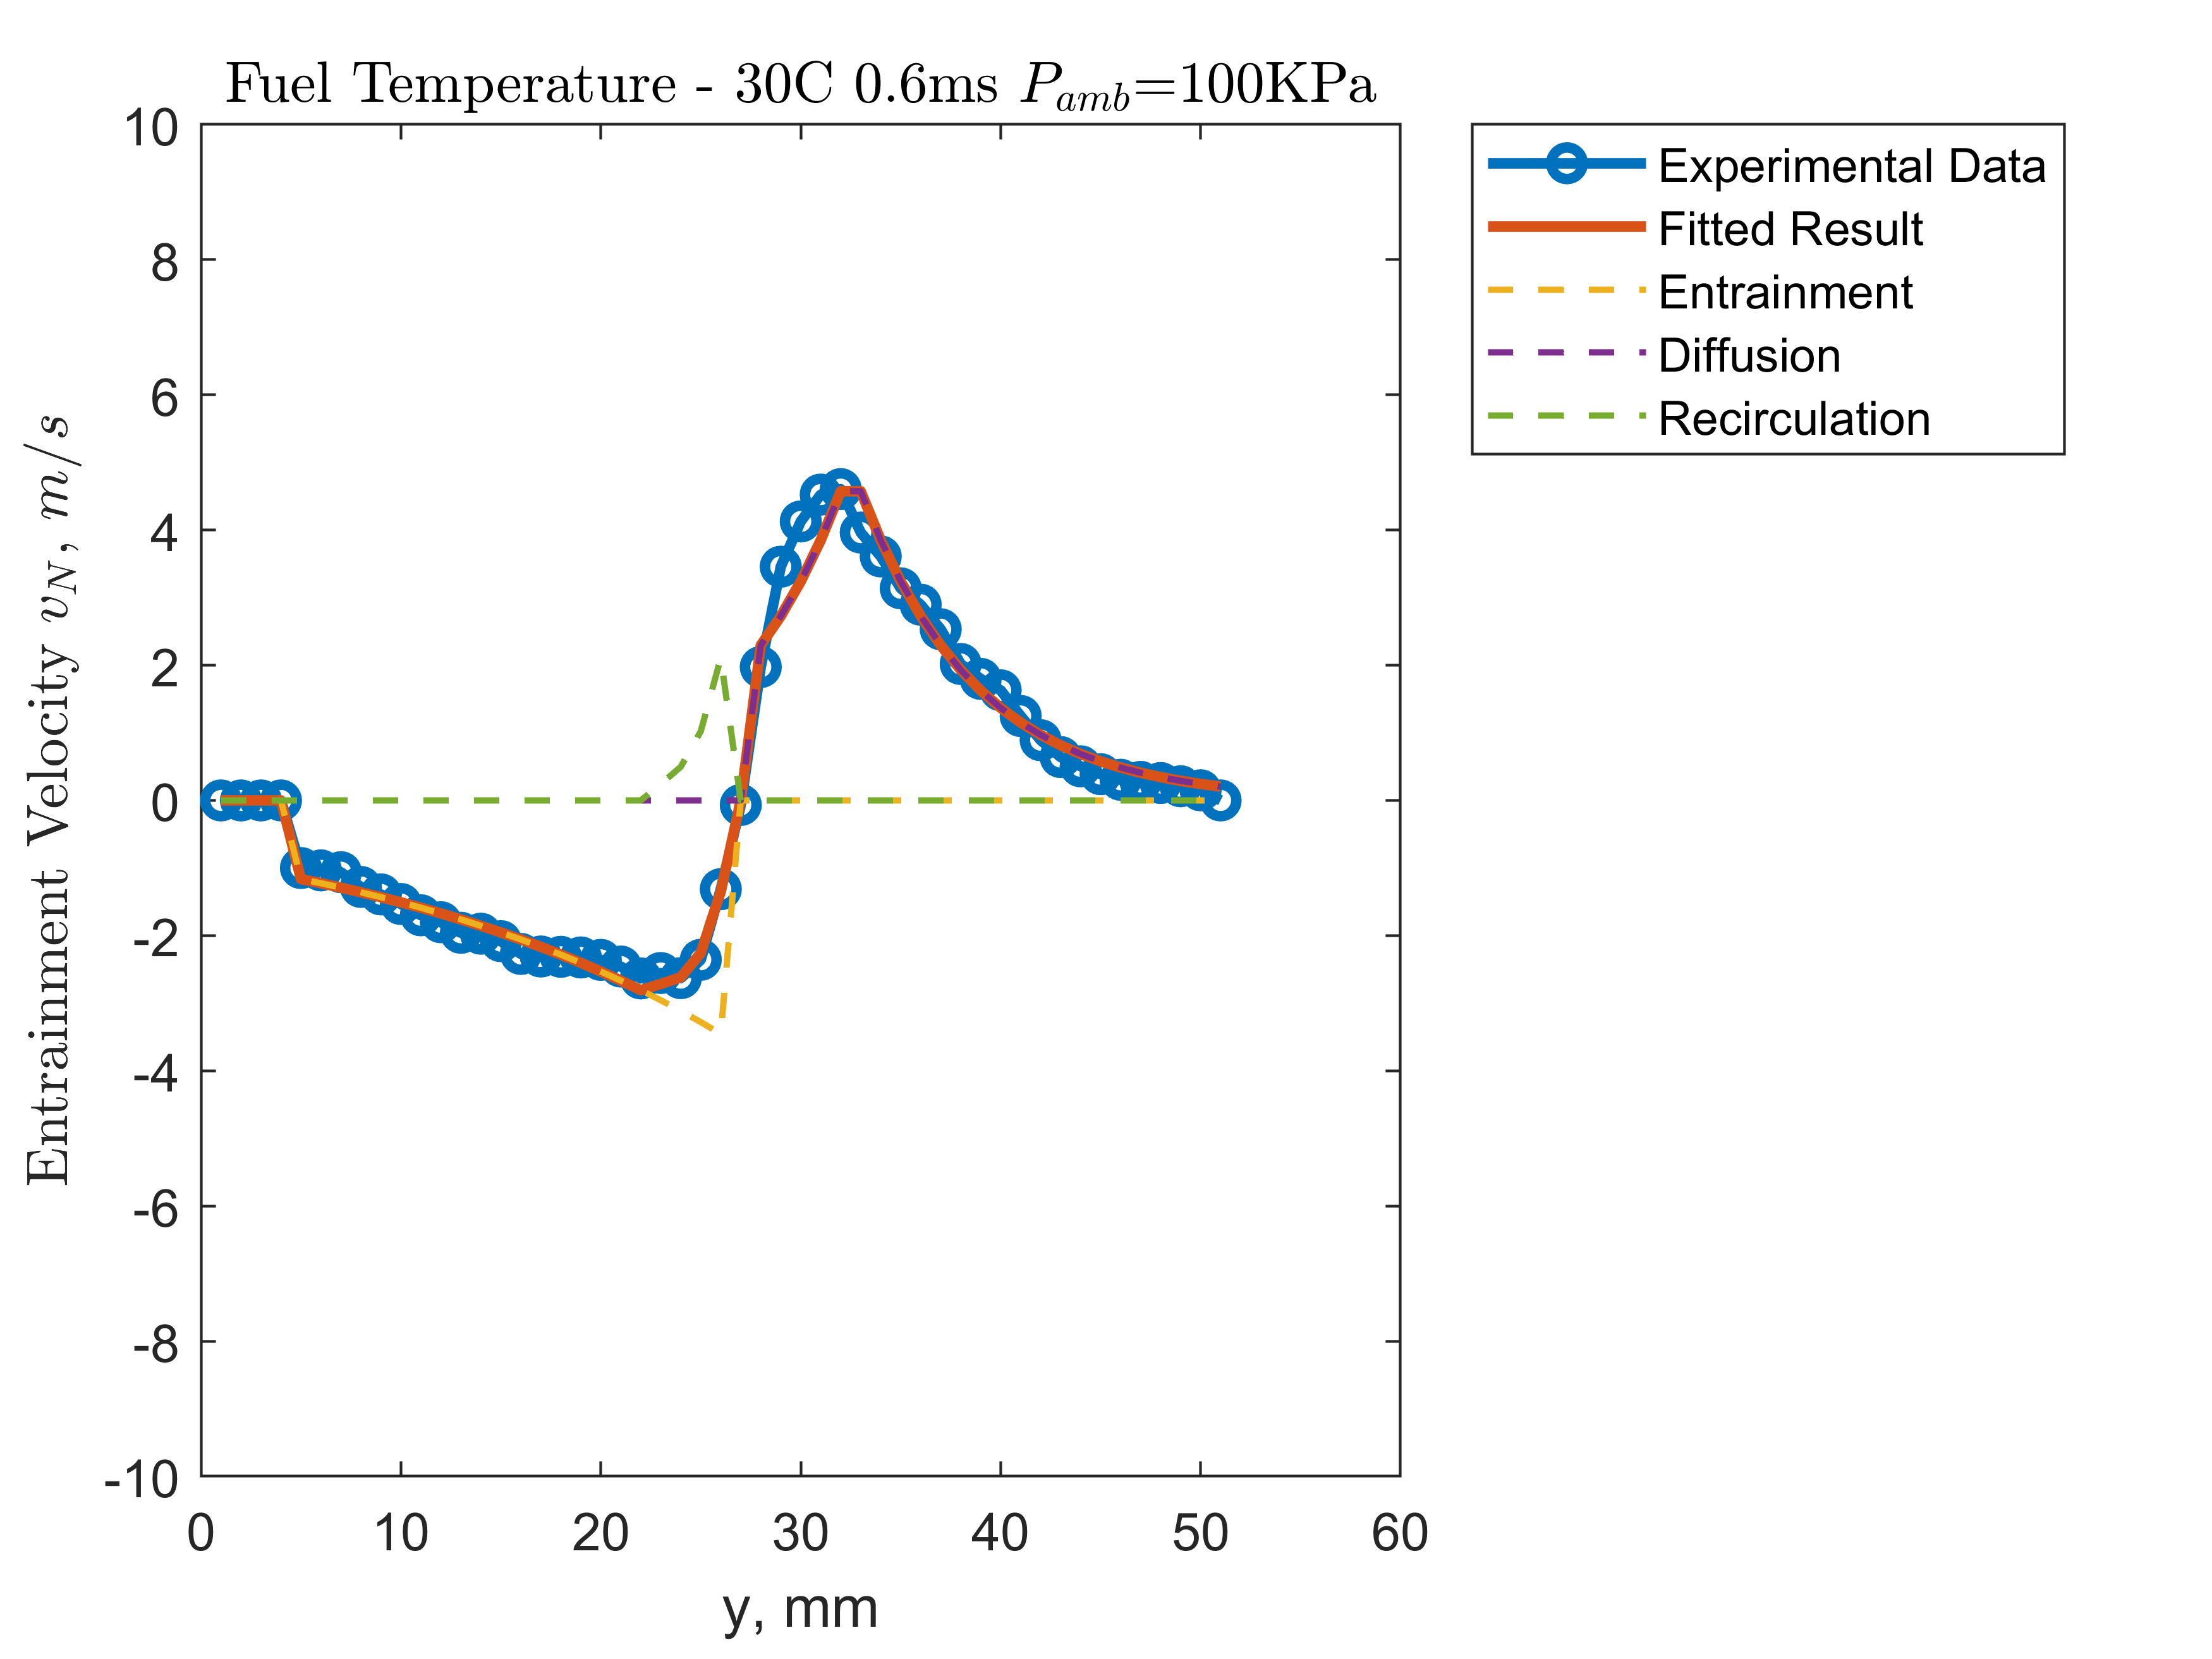 Fuel Temperature - 30C 0.6ms P_amb=100KPa
10
8
6
4
2
0
-2
-4
-6
-8
-10
Entrainment Velocity v_N, m/s
0 10 20 30 40 50 60
y, mm
Experimental Data
Fitted Result
Entrainment
Diffusion
Recirculation